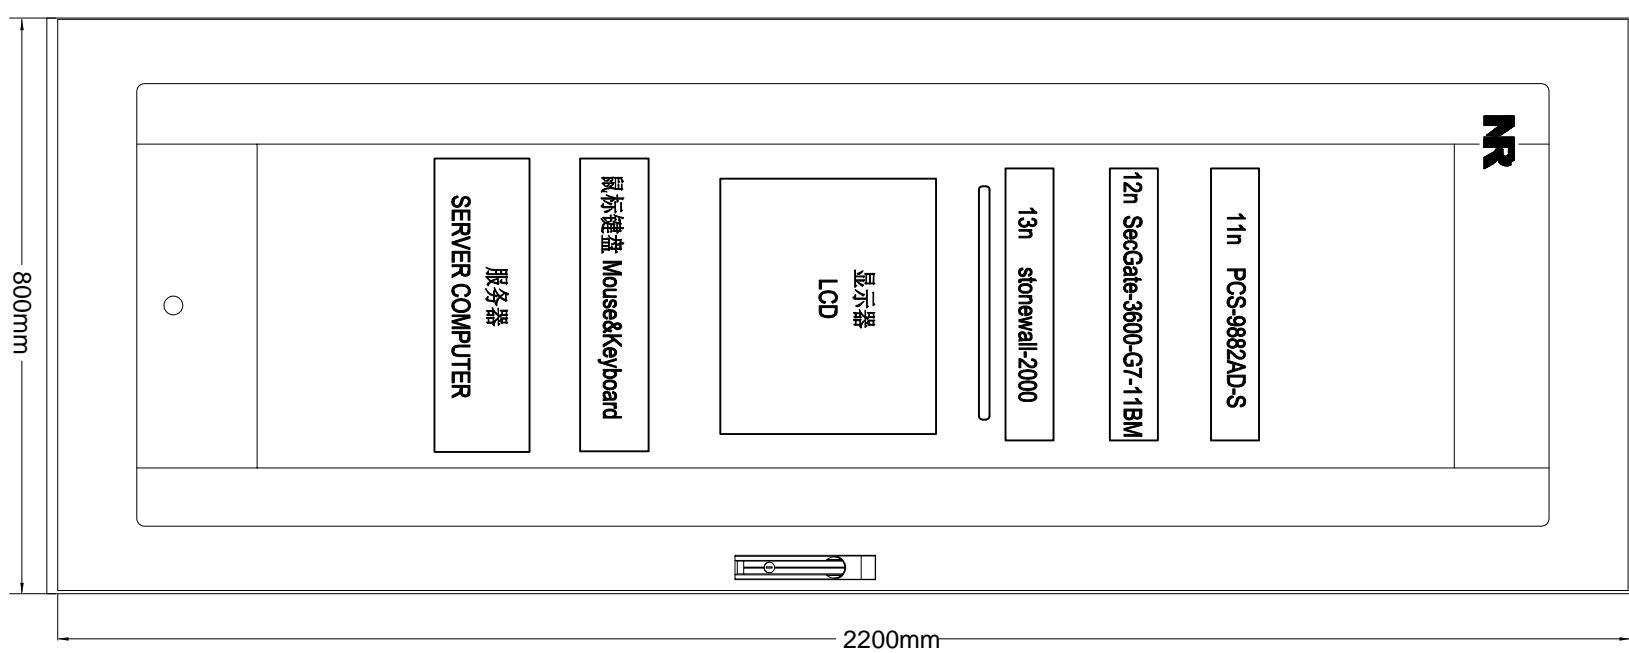 NR
11n PCS-9882AD-S
12n SecGate-3600-G7-11BM
13n stonewall-2000
显示器
LCD
鼠标键盘 Mouse&Keyboard
服务器
SERVER COMPUTER
800mm
2200mm